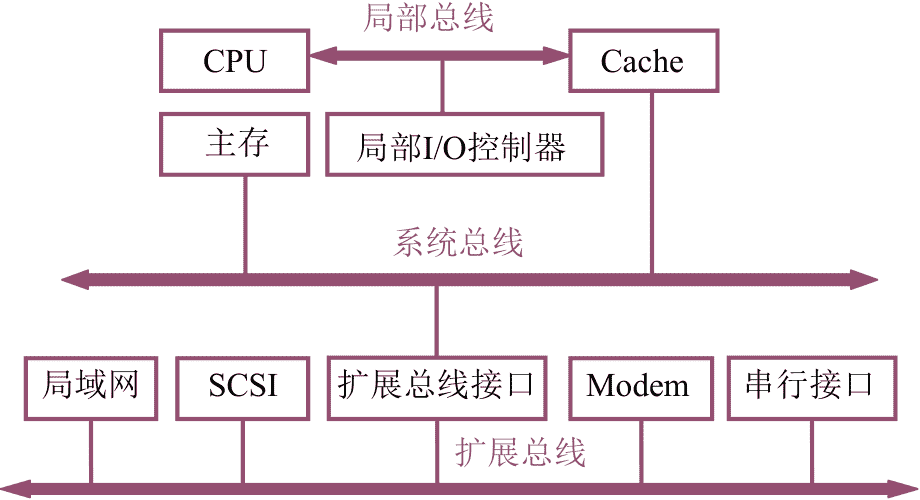 局部总线
CPU
Cache
主存
局部I/O控制器
系统总线
局域网
SCSI
扩展总线接口
Modem
串行接口
扩展总线